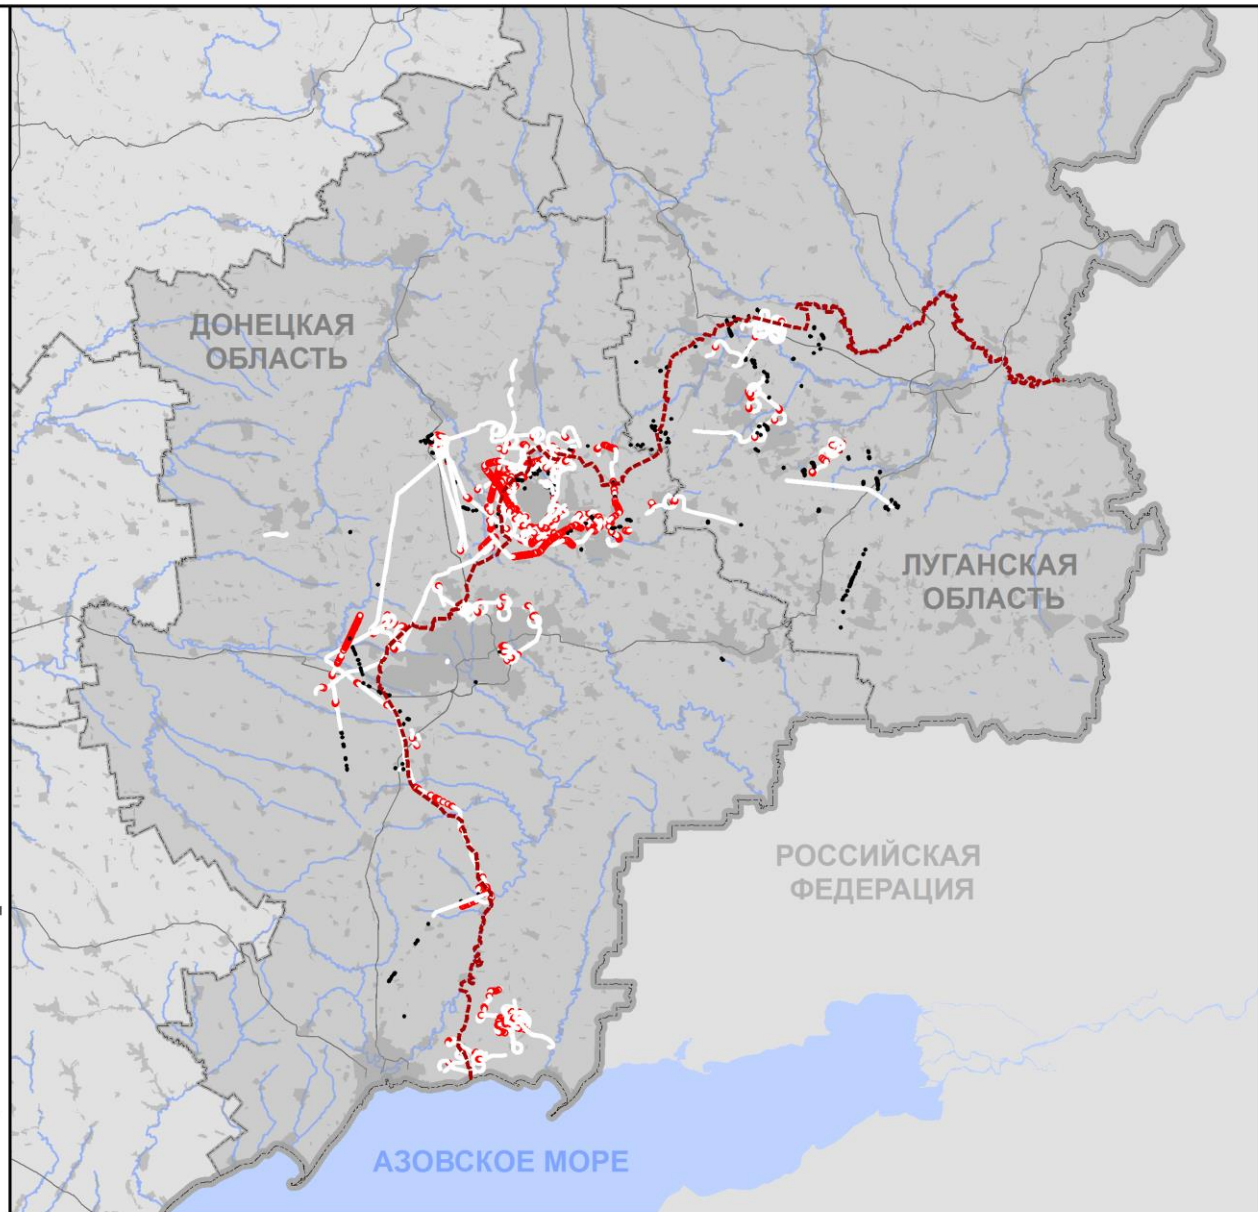 ДОНЕЦКАЯ
ОБЛАСТЬ
ЛУГАНСКАЯ
ОБЛАСТЬ
РОССИЙСКАЯ
ФЕДЕРАЦИЯ
АЗОВСКОЕ МОРЕ